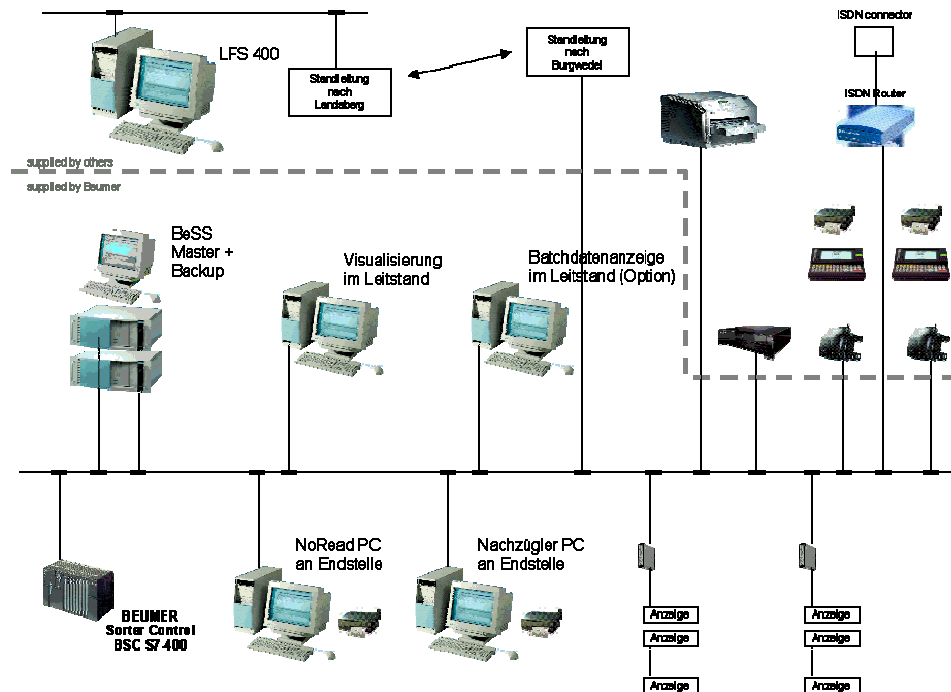 ISDN connector
LFS 400
Standleitung
nach
Landsberg
Standleitung
nach
Burgwedel
ISDN Router
supplied by others
supplied by Beumer
BeSS
Master +
Backup
Visualisierung
im Leitstand
Batchdatenanzeige
im Leitstand (Option)
NoRead PC
an Endstelle
Nachzügler PC
an Endstelle
BEUMER
Sorter Control
BSC S7-400
Anzeige
Anzeige
Anzeige
Anzeige
Anzeige
Anzeige